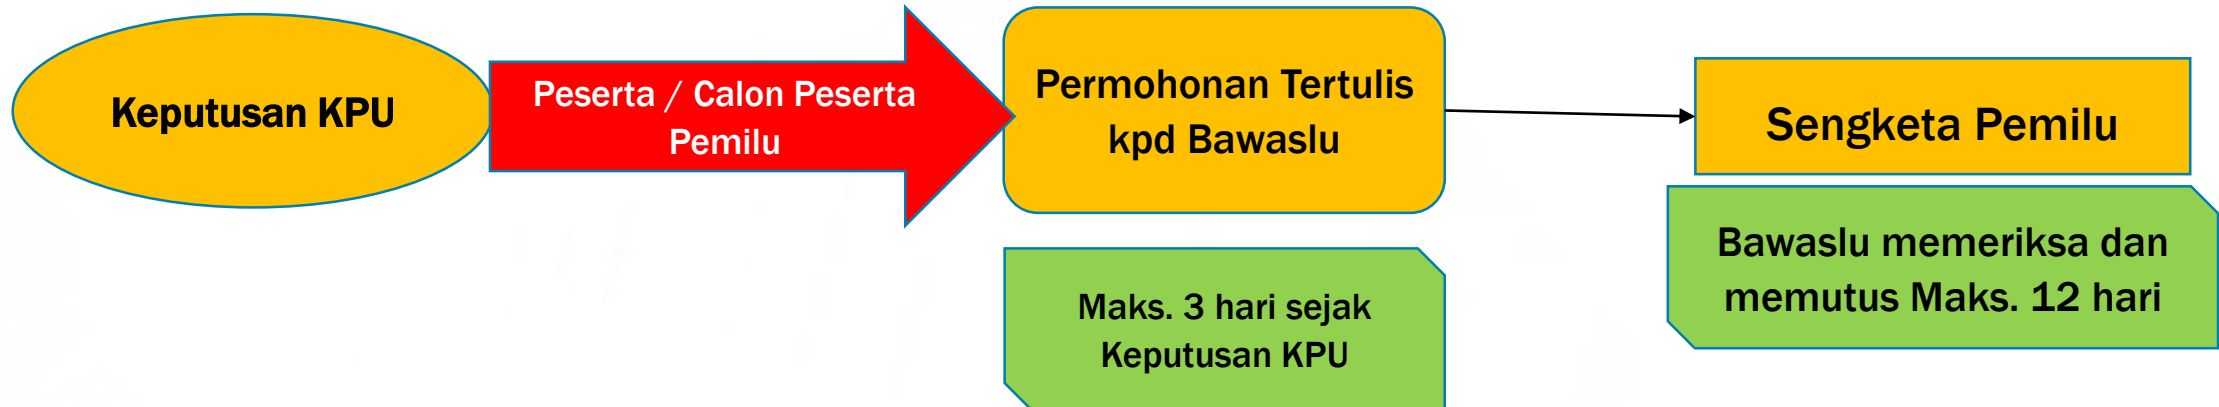 Keputusan KPU
Peserta / Calon Peserta
Pemilu
Permohonan Tertulis
kpd Bawaslu
Maks. 3 hari sejak
Keputusan KPU
Sengketa Pemilu
Bawaslu memeriksa dan
memutus Maks. 12 hari